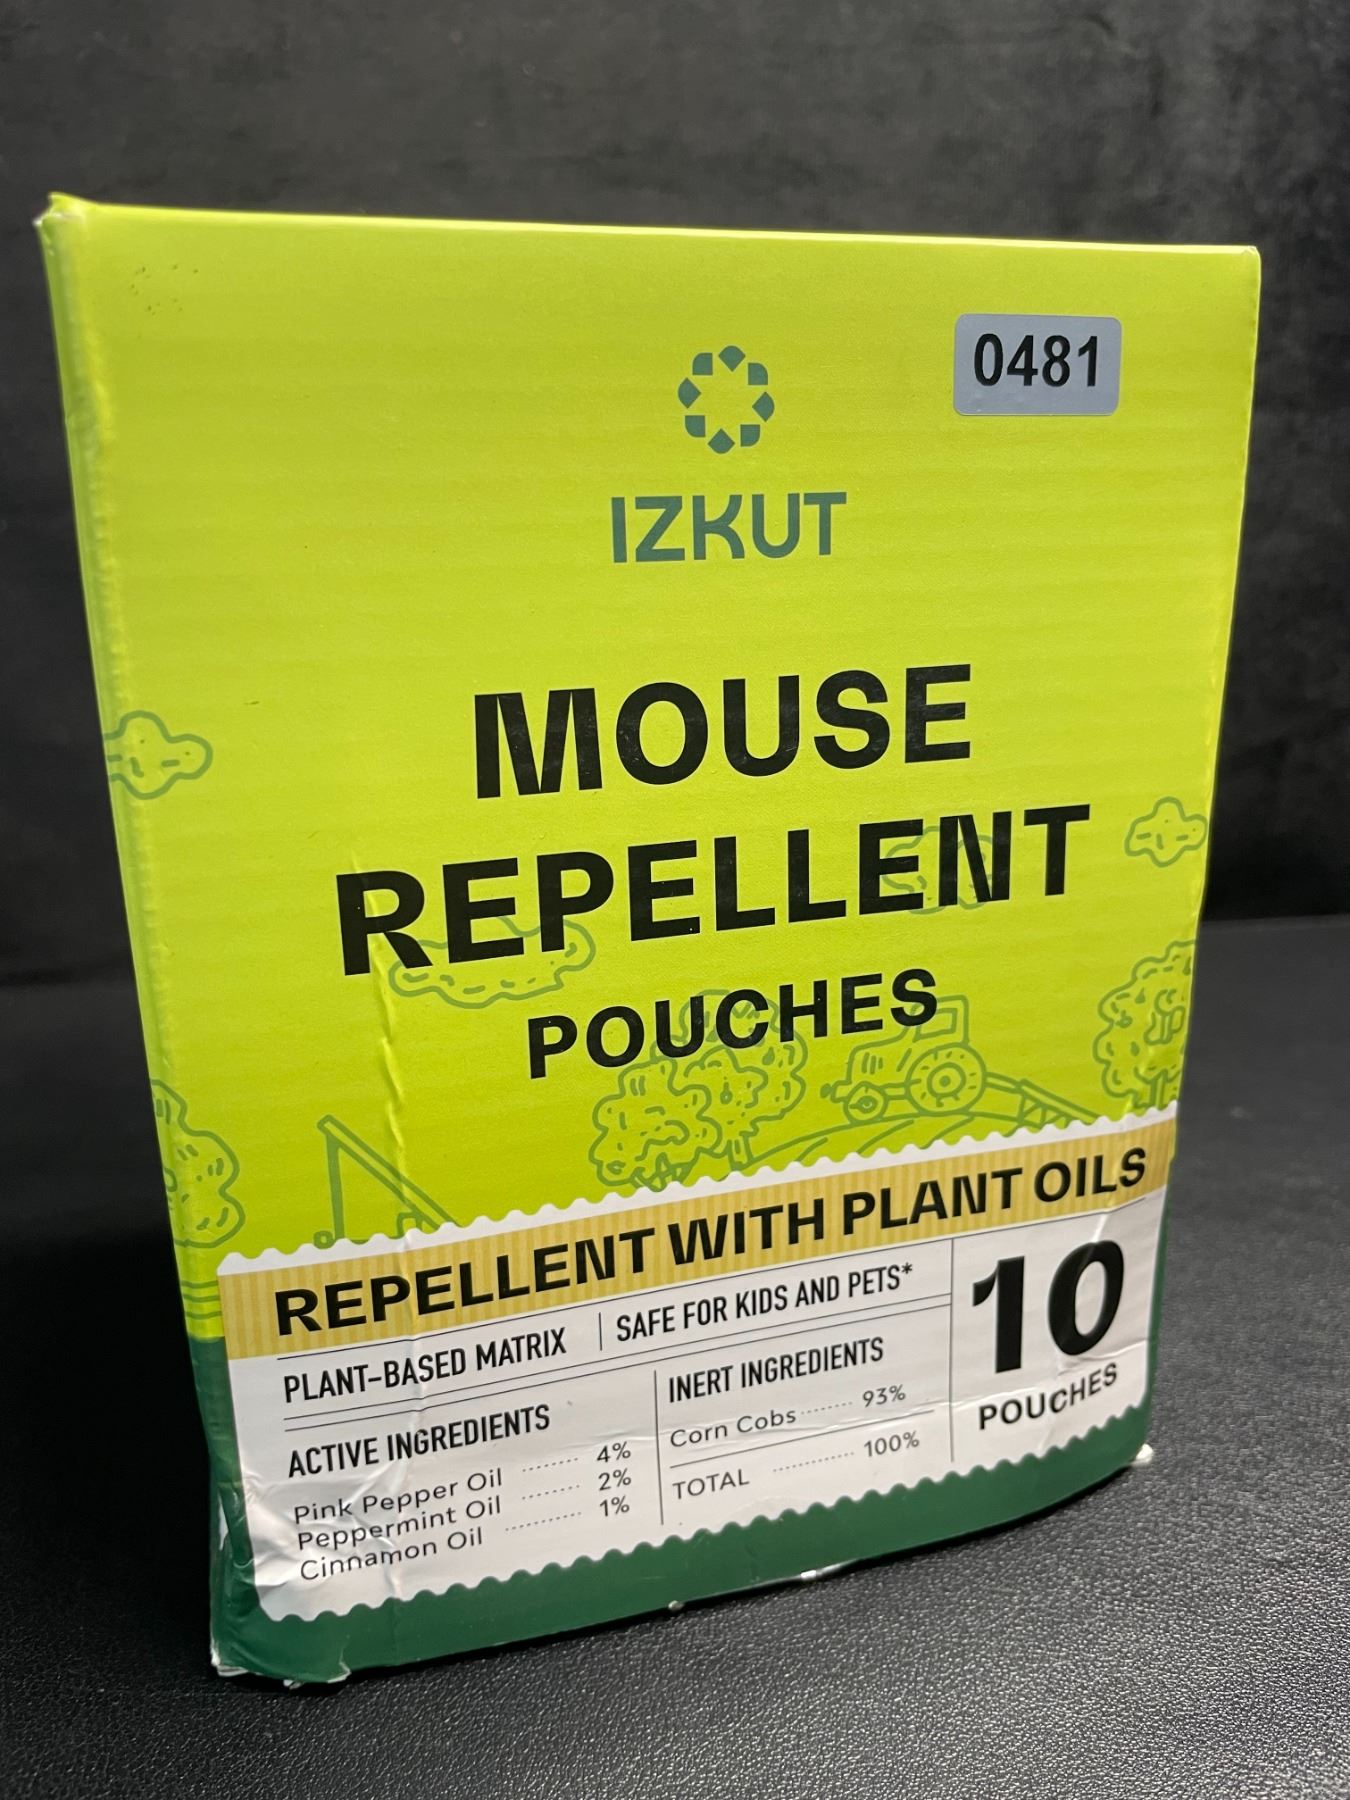 0481
IZKUT
MOUSE
REPELLENT
POUCHES
REPELLENT WITH PLANT OILS
PLANT-BASED MATRIX | SAFE FOR KIDS AND PETS*
ACTIVE INGREDIENTS
Pink Pepper Oil ........ 4%
Peppermint Oil ........ 2%
Cinnamon Oil ........... 1%
INERT INGREDIENTS
Corn Cobs ....... 93%
TOTAL ........... 100%
10
POUCHES